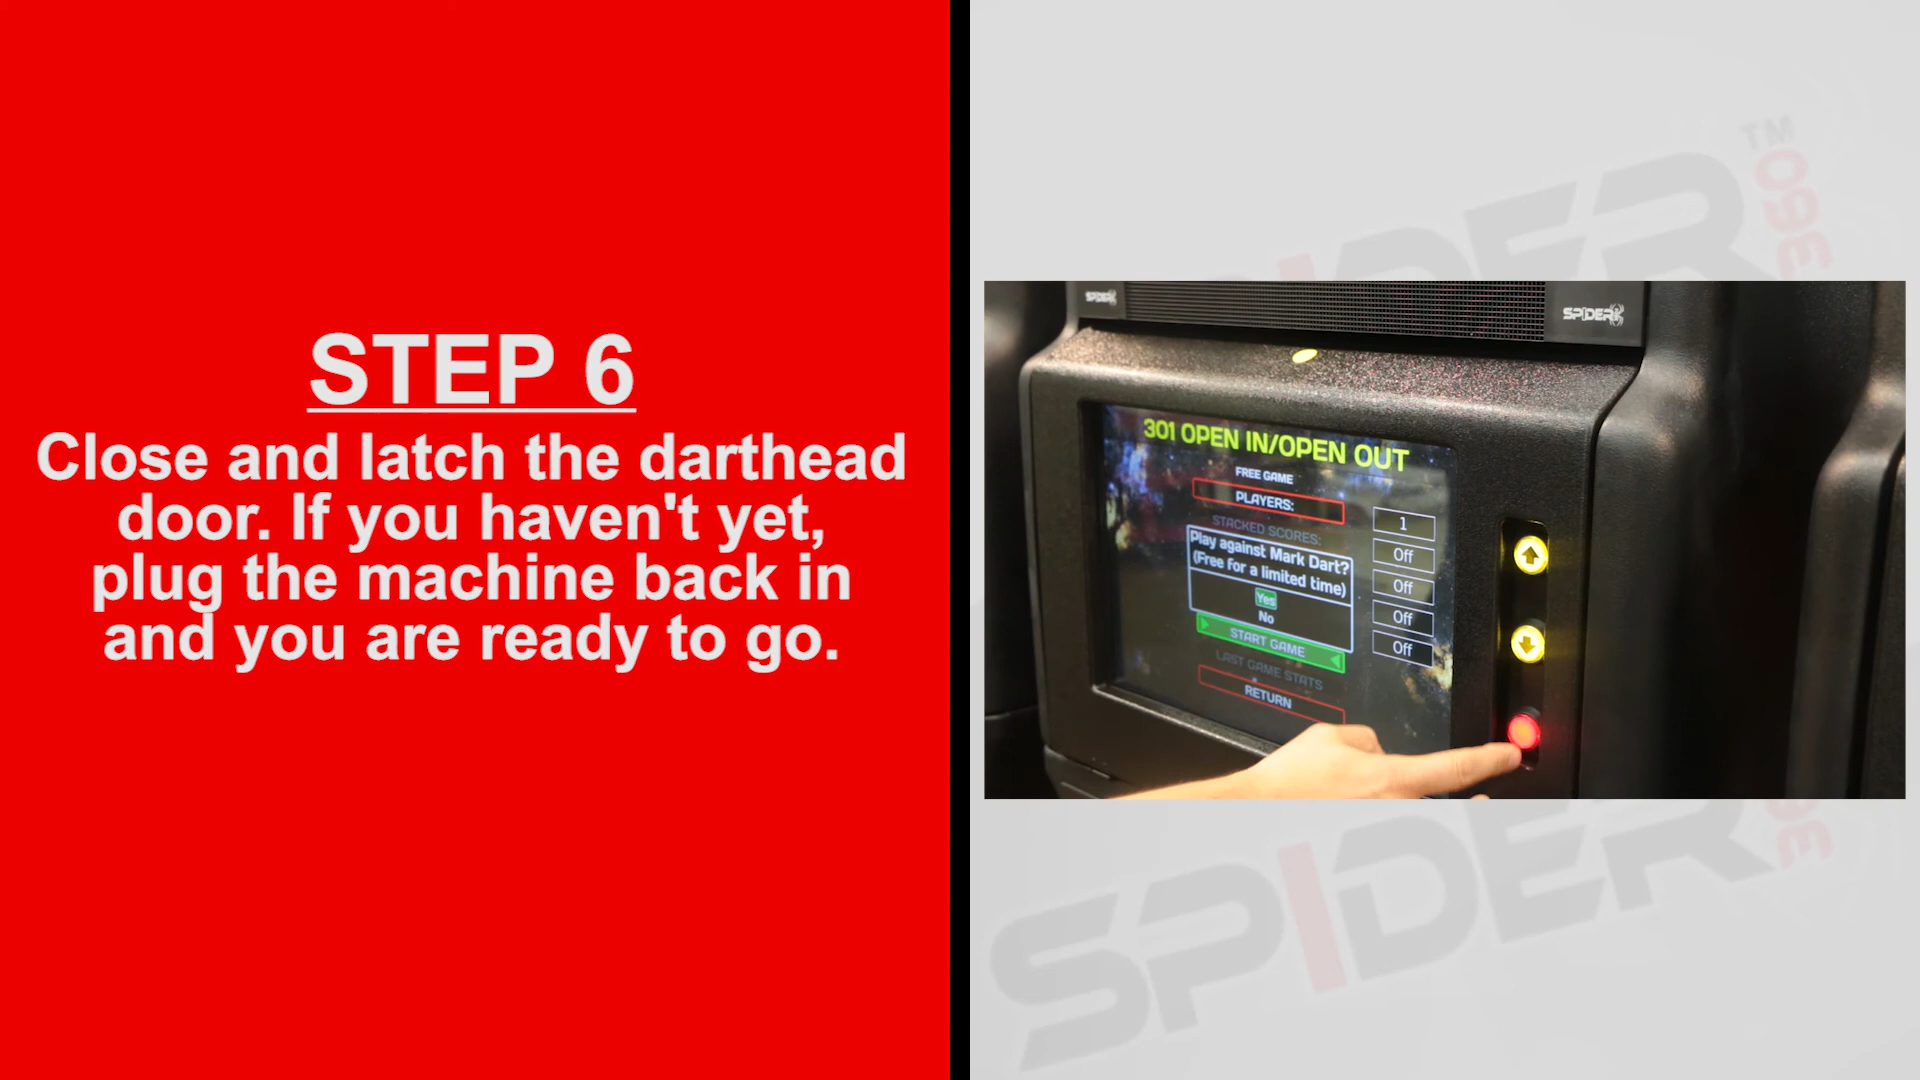 STEP 6
Close and latch the darthead
door. If you haven't yet,
plug the machine back in
and you are ready to go.
SPIDER 360™
SPIDER
SPIDER
301 OPEN IN/OPEN OUT
FREE GAME
PLAYERS: 1
STACKED SCORES: Off
Play against Mark Dart?
(Free for a limited time)
Yes
No
Off
Off
START GAME
Off
LAST GAME STATS
RETURN
SPIDER 360